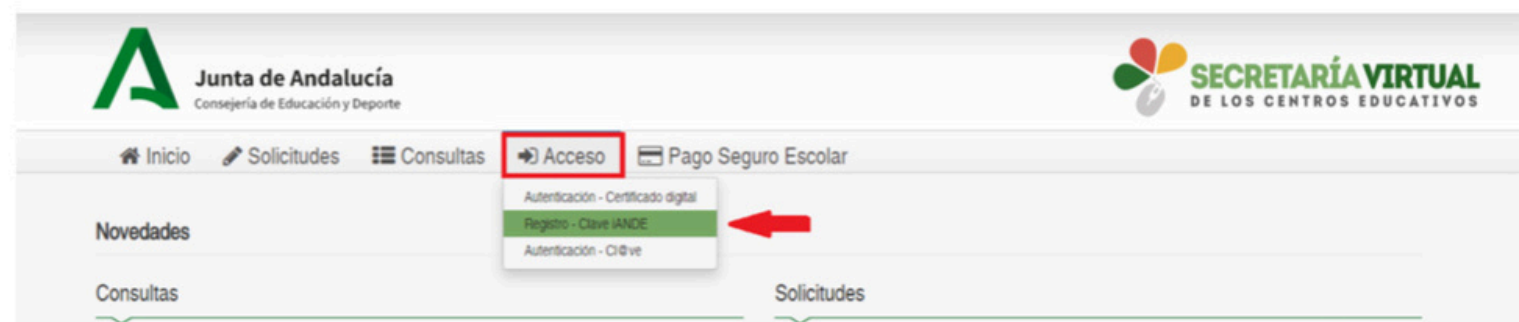 Junta de Andalucía
Consejería de Educación y Deporte
SECRETARÍA VIRTUAL
DE LOS CENTROS EDUCATIVOS
Inicio Solicitudes Consultas Acceso Pago Seguro Escolar
Autenticación - Certificado digital
Registro - Clave iANDE
Autenticación - Cl@ve
Novedades
Consultas
Solicitudes